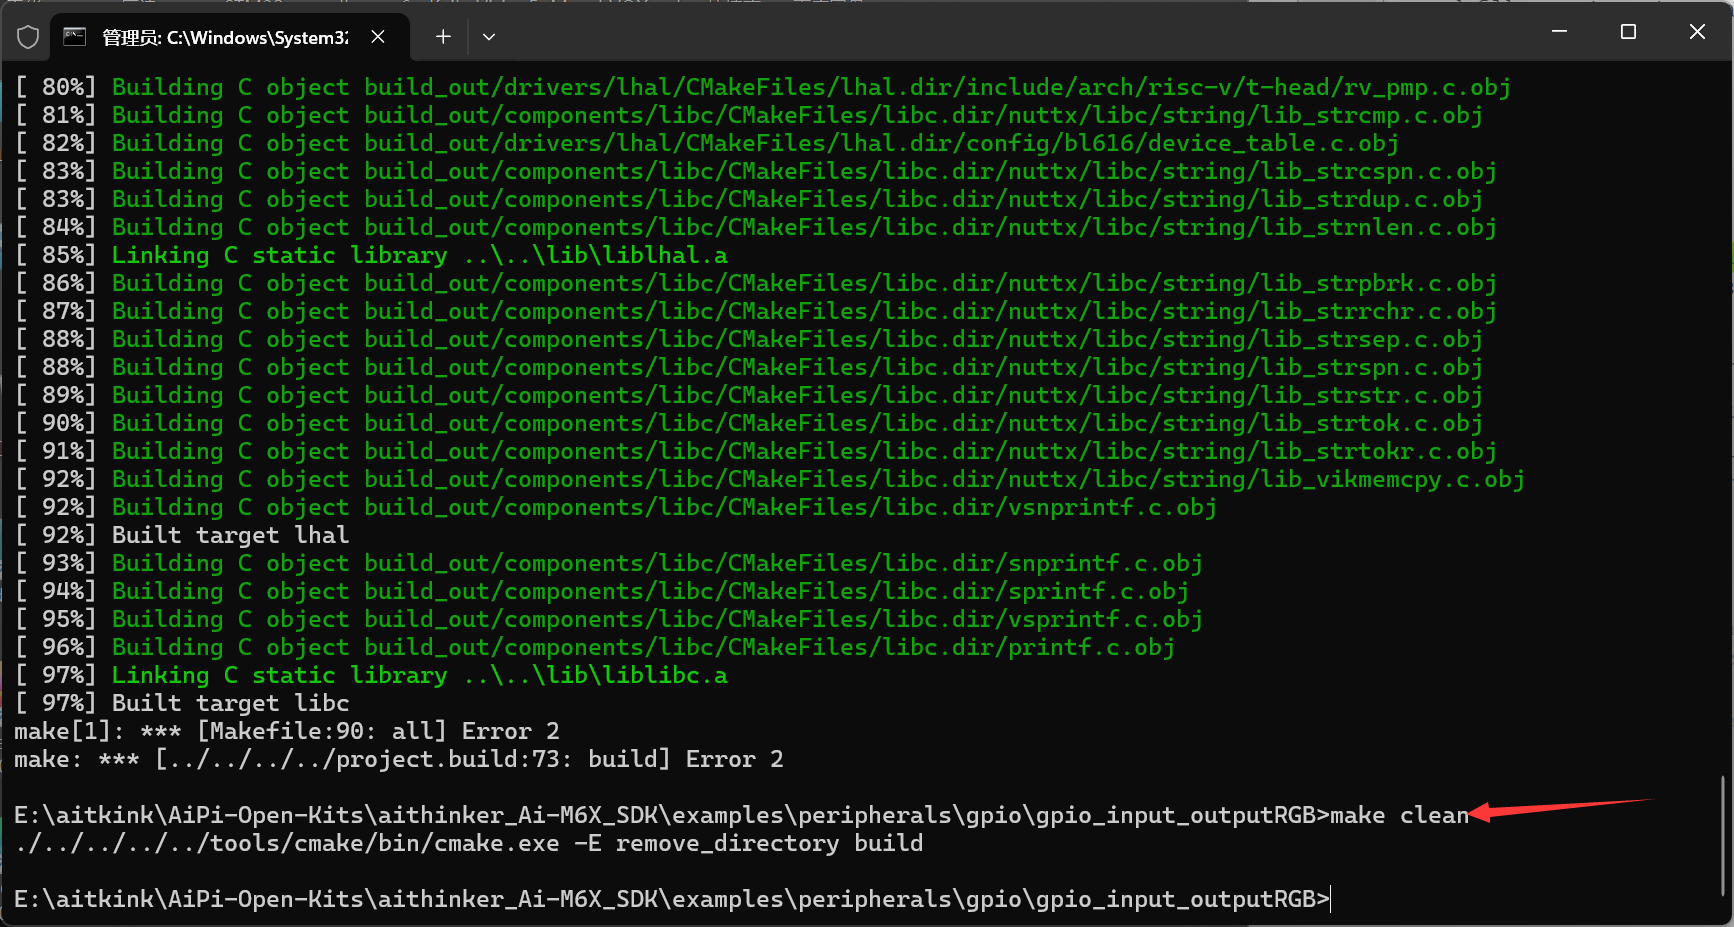 管理员: C:\Windows\System32
[ 80%] Building C object build_out/drivers/lhal/CMakeFiles/lhal.dir/include/arch/risc-v/t-head/rv_pmp.c.obj
[ 81%] Building C object build_out/components/libc/CMakeFiles/libc.dir/nuttx/libc/string/lib_strcmp.c.obj
[ 82%] Building C object build_out/drivers/lhal/CMakeFiles/lhal.dir/config/bl616/device_table.c.obj
[ 83%] Building C object build_out/components/libc/CMakeFiles/libc.dir/nuttx/libc/string/lib_strcspn.c.obj
[ 83%] Building C object build_out/components/libc/CMakeFiles/libc.dir/nuttx/libc/string/lib_strdup.c.obj
[ 84%] Building C object build_out/components/libc/CMakeFiles/libc.dir/nuttx/libc/string/lib_strnlen.c.obj
[ 85%] Linking C static library ..\..\lib\liblhal.a
[ 86%] Building C object build_out/components/libc/CMakeFiles/libc.dir/nuttx/libc/string/lib_strpbrk.c.obj
[ 87%] Building C object build_out/components/libc/CMakeFiles/libc.dir/nuttx/libc/string/lib_strrchr.c.obj
[ 88%] Building C object build_out/components/libc/CMakeFiles/libc.dir/nuttx/libc/string/lib_strsep.c.obj
[ 88%] Building C object build_out/components/libc/CMakeFiles/libc.dir/nuttx/libc/string/lib_strspn.c.obj
[ 89%] Building C object build_out/components/libc/CMakeFiles/libc.dir/nuttx/libc/string/lib_strstr.c.obj
[ 90%] Building C object build_out/components/libc/CMakeFiles/libc.dir/nuttx/libc/string/lib_strtok.c.obj
[ 91%] Building C object build_out/components/libc/CMakeFiles/libc.dir/nuttx/libc/string/lib_strtokr.c.obj
[ 92%] Building C object build_out/components/libc/CMakeFiles/libc.dir/nuttx/libc/string/lib_vikmemcpy.c.obj
[ 92%] Building C object build_out/components/libc/CMakeFiles/libc.dir/vsnprintf.c.obj
[ 92%] Built target lhal
[ 93%] Building C object build_out/components/libc/CMakeFiles/libc.dir/snprintf.c.obj
[ 94%] Building C object build_out/components/libc/CMakeFiles/libc.dir/sprintf.c.obj
[ 95%] Building C object build_out/components/libc/CMakeFiles/libc.dir/vsprintf.c.obj
[ 96%] Building C object build_out/components/libc/CMakeFiles/libc.dir/printf.c.obj
[ 97%] Linking C static library ..\..\lib\liblibc.a
[ 97%] Built target libc
make[1]: *** [Makefile:90: all] Error 2
make: *** [../../../../project.build:73: build] Error 2
E:\aitkink\AiPi-Open-Kits\aithinker_Ai-M6X_SDK\examples\peripherals\gpio\gpio_input_outputRGB>make clean
./../../../../tools/cmake/bin/cmake.exe -E remove_directory build
E:\aitkink\AiPi-Open-Kits\aithinker_Ai-M6X_SDK\examples\peripherals\gpio\gpio_input_outputRGB>